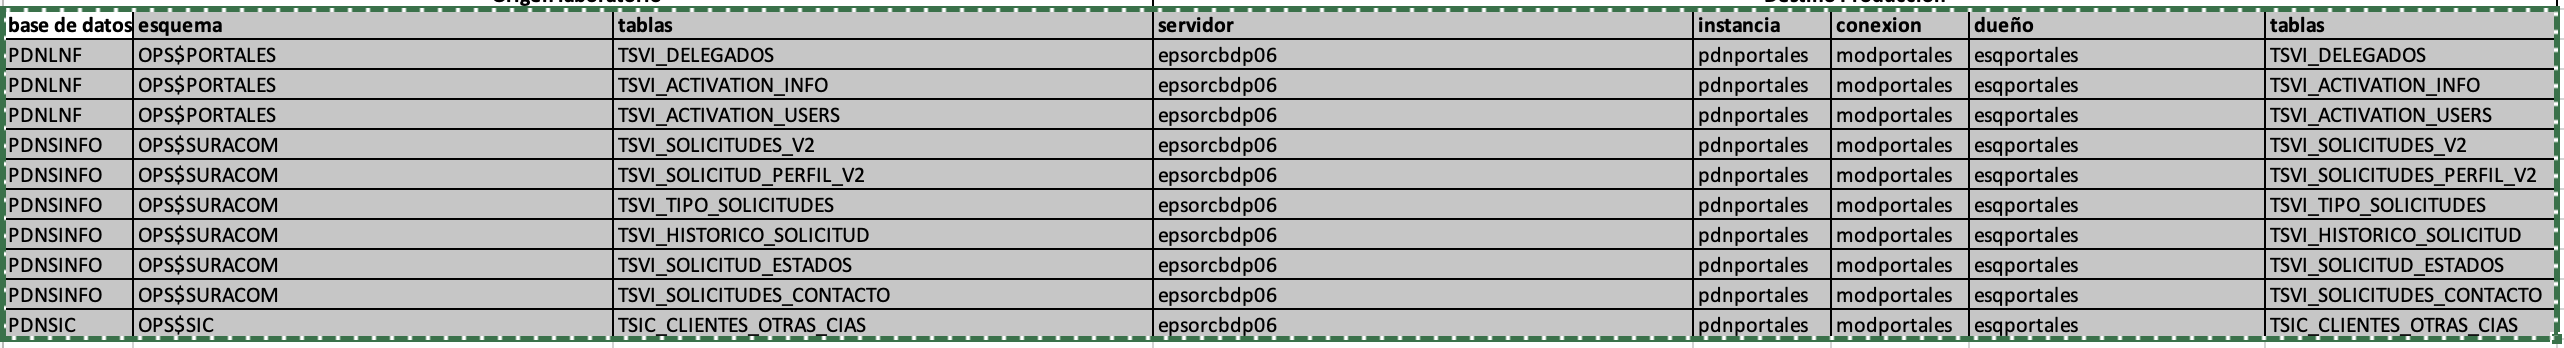 Origen laboratorio Destino Producción
base de datos esquema tablas servidor instancia conexion dueño tablas
PDNLNF OPS$PORTALES TSVI_DELEGADOS epsorcbdp06 pdnportales modportales esqportales TSVI_DELEGADOS
PDNLNF OPS$PORTALES TSVI_ACTIVATION_INFO epsorcbdp06 pdnportales modportales esqportales TSVI_ACTIVATION_INFO
PDNLNF OPS$PORTALES TSVI_ACTIVATION_USERS epsorcbdp06 pdnportales modportales esqportales TSVI_ACTIVATION_USERS
PDNSINFO OPS$SURACOM TSVI_SOLICITUDES_V2 epsorcbdp06 pdnportales modportales esqportales TSVI_SOLICITUDES_V2
PDNSINFO OPS$SURACOM TSVI_SOLICITUD_PERFIL_V2 epsorcbdp06 pdnportales modportales esqportales TSVI_SOLICITUDES_PERFIL_V2
PDNSINFO OPS$SURACOM TSVI_TIPO_SOLICITUDES epsorcbdp06 pdnportales modportales esqportales TSVI_TIPO_SOLICITUDES
PDNSINFO OPS$SURACOM TSVI_HISTORICO_SOLICITUD epsorcbdp06 pdnportales modportales esqportales TSVI_HISTORICO_SOLICITUD
PDNSINFO OPS$SURACOM TSVI_SOLICITUD_ESTADOS epsorcbdp06 pdnportales modportales esqportales TSVI_SOLICITUD_ESTADOS
PDNSINFO OPS$SURACOM TSVI_SOLICITUDES_CONTACTO epsorcbdp06 pdnportales modportales esqportales TSVI_SOLICITUDES_CONTACTO
PDNSIC OPS$SIC TSIC_CLIENTES_OTRAS_CIAS epsorcbdp06 pdnportales modportales esqportales TSIC_CLIENTES_OTRAS_CIAS